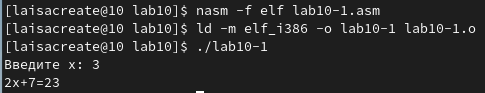 [laisacreate@10 lab10]$ nasm -f elf lab10-1.asm
[laisacreate@10 lab10]$ ld -m elf_i386 -o lab10-1 lab10-1.o
[laisacreate@10 lab10]$ ./lab10-1
Введите x: 3
2x+7=23